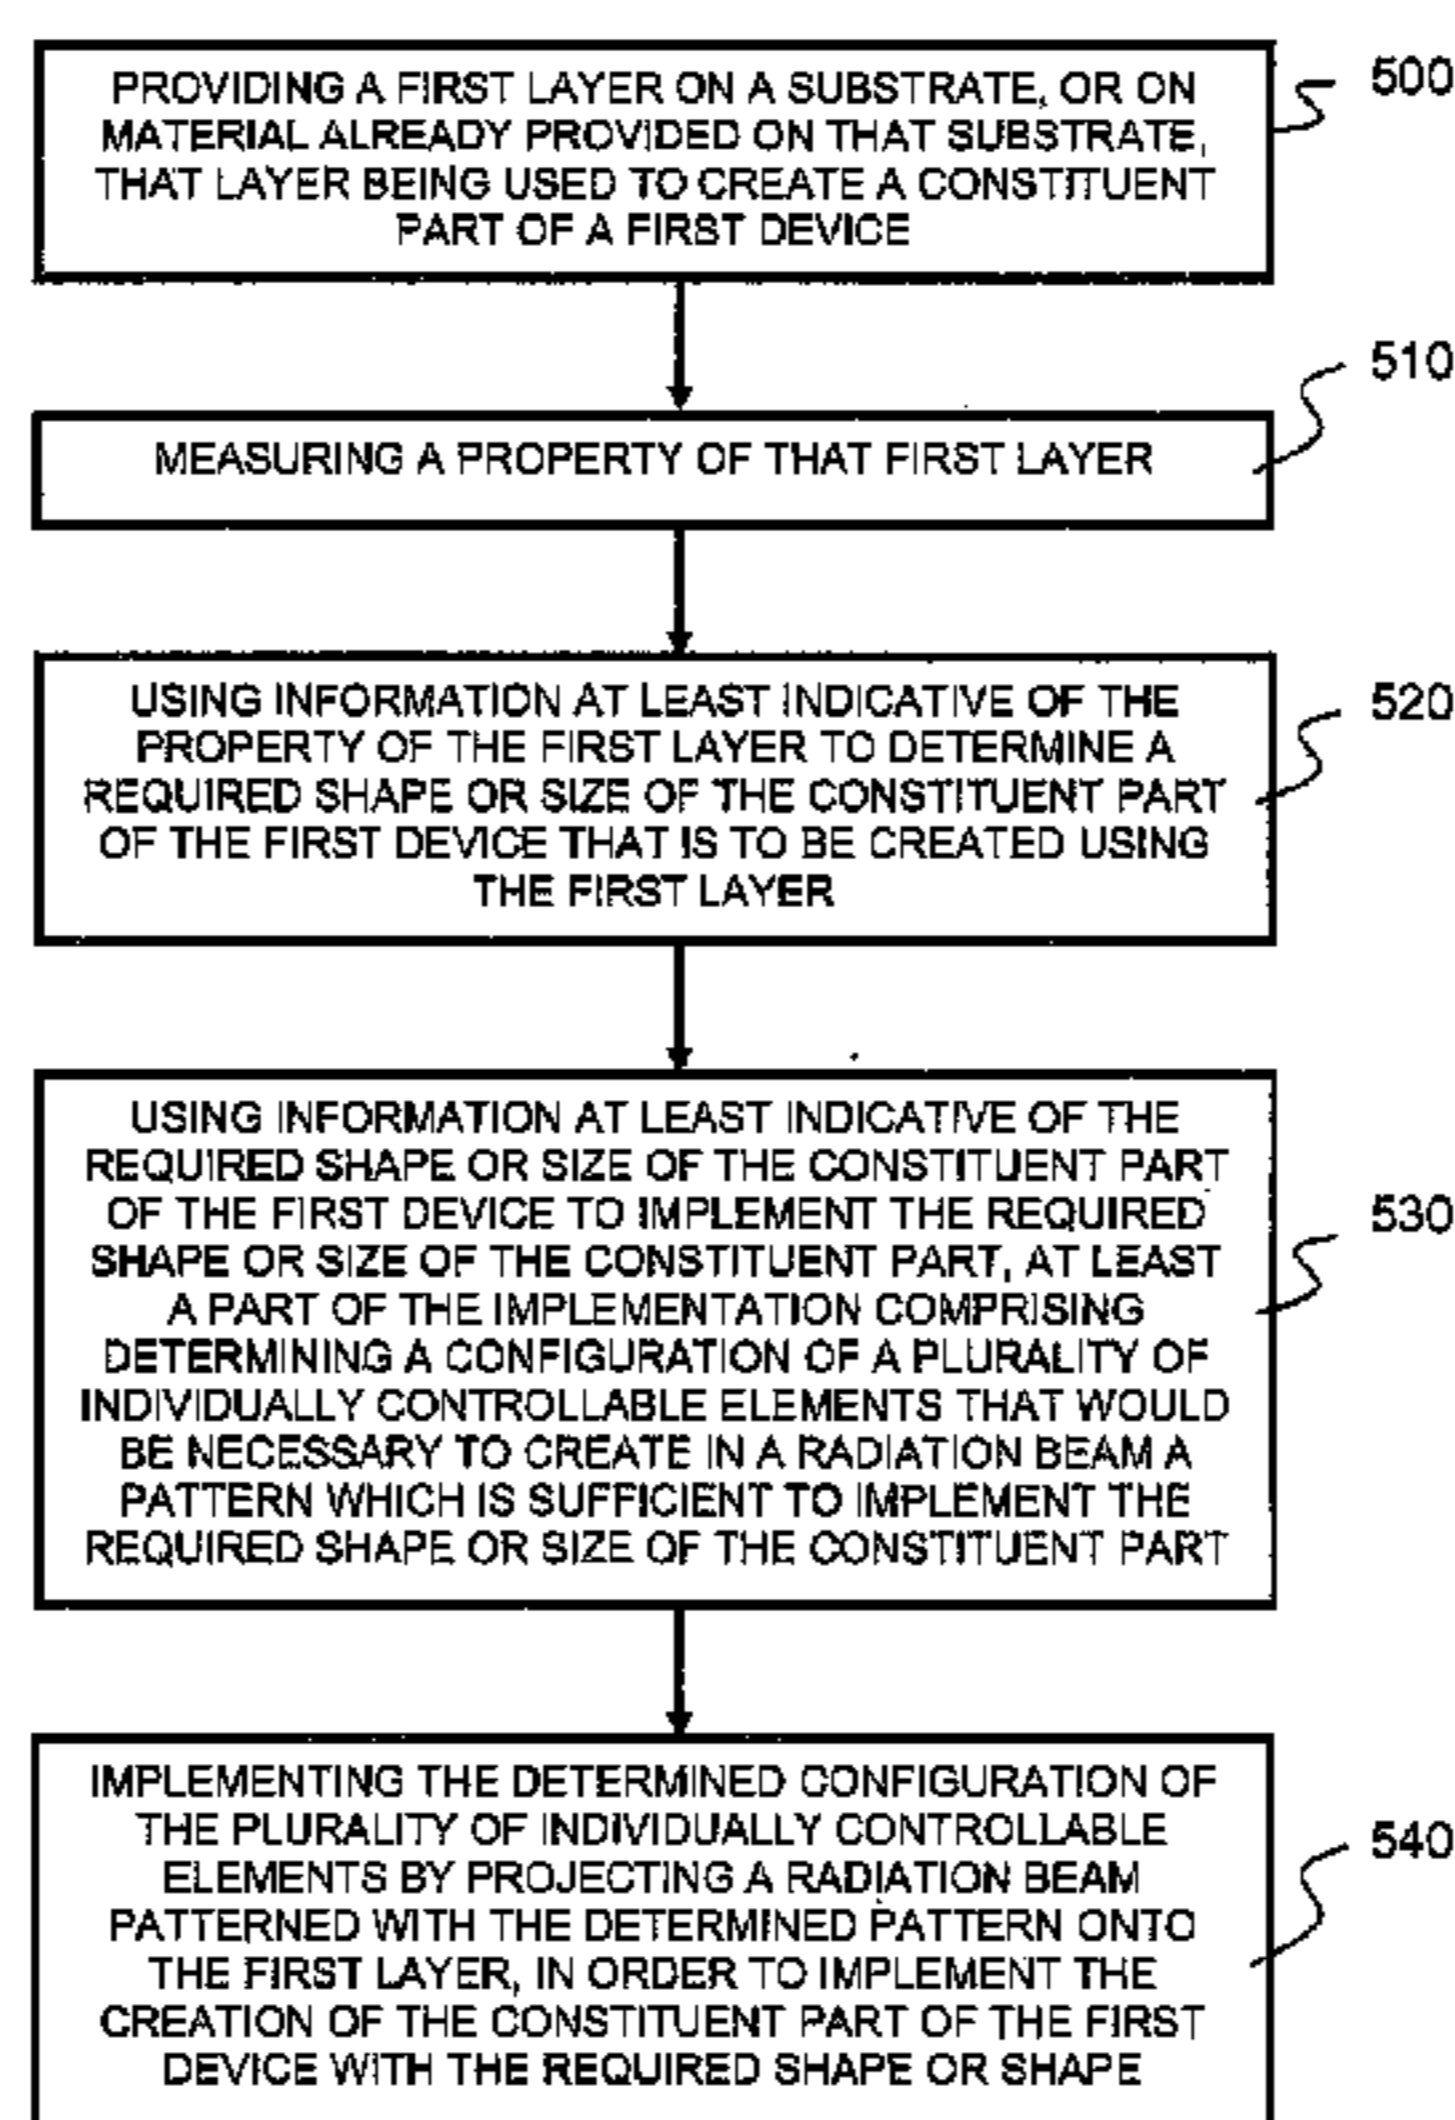 PROVIDING A FIRST LAYER ON A SUBSTRATE, OR ON
MATERIAL ALREADY PROVIDED ON THAT SUBSTRATE,
THAT LAYER BEING USED TO CREATE A CONSTITUENT
PART OF A FIRST DEVICE
500
MEASURING A PROPERTY OF THAT FIRST LAYER
510
USING INFORMATION AT LEAST INDICATIVE OF THE
PROPERTY OF THE FIRST LAYER TO DETERMINE A
REQUIRED SHAPE OR SIZE OF THE CONSTITUENT PART
OF THE FIRST DEVICE THAT IS TO BE CREATED USING
THE FIRST LAYER
520
USING INFORMATION AT LEAST INDICATIVE OF THE
REQUIRED SHAPE OR SIZE OF THE CONSTITUENT PART
OF THE FIRST DEVICE TO IMPLEMENT THE REQUIRED
SHAPE OR SIZE OF THE CONSTITUENT PART, AT LEAST
A PART OF THE IMPLEMENTATION COMPRISING
DETERMINING A CONFIGURATION OF A PLURALITY OF
INDIVIDUALLY CONTROLLABLE ELEMENTS THAT WOULD
BE NECESSARY TO CREATE IN A RADIATION BEAM A
PATTERN WHICH IS SUFFICIENT TO IMPLEMENT THE
REQUIRED SHAPE OR SIZE OF THE CONSTITUENT PART
530
IMPLEMENTING THE DETERMINED CONFIGURATION OF
THE PLURALITY OF INDIVIDUALLY CONTROLLABLE
ELEMENTS BY PROJECTING A RADIATION BEAM
PATTERNED WITH THE DETERMINED PATTERN ONTO
THE FIRST LAYER, IN ORDER TO IMPLEMENT THE
CREATION OF THE CONSTITUENT PART OF THE FIRST
DEVICE WITH THE REQUIRED SHAPE OR SHAPE
540